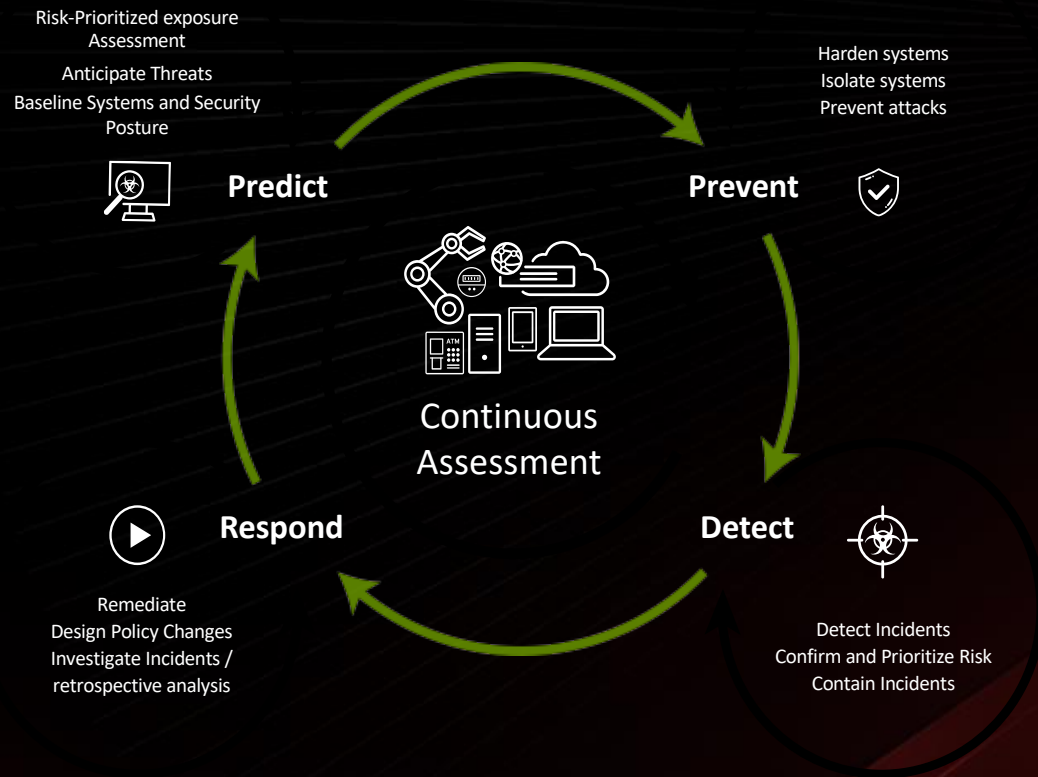 Risk-Prioritized exposure
Assessment
Anticipate Threats
Baseline Systems and Security
Posture
Harden systems
Isolate systems
Prevent attacks
Predict
Prevent
ATM
Continuous
Assessment
Respond
Detect
Remediate
Design Policy Changes
Investigate Incidents /
retrospective analysis
Detect Incidents
Confirm and Prioritize Risk
Contain Incidents